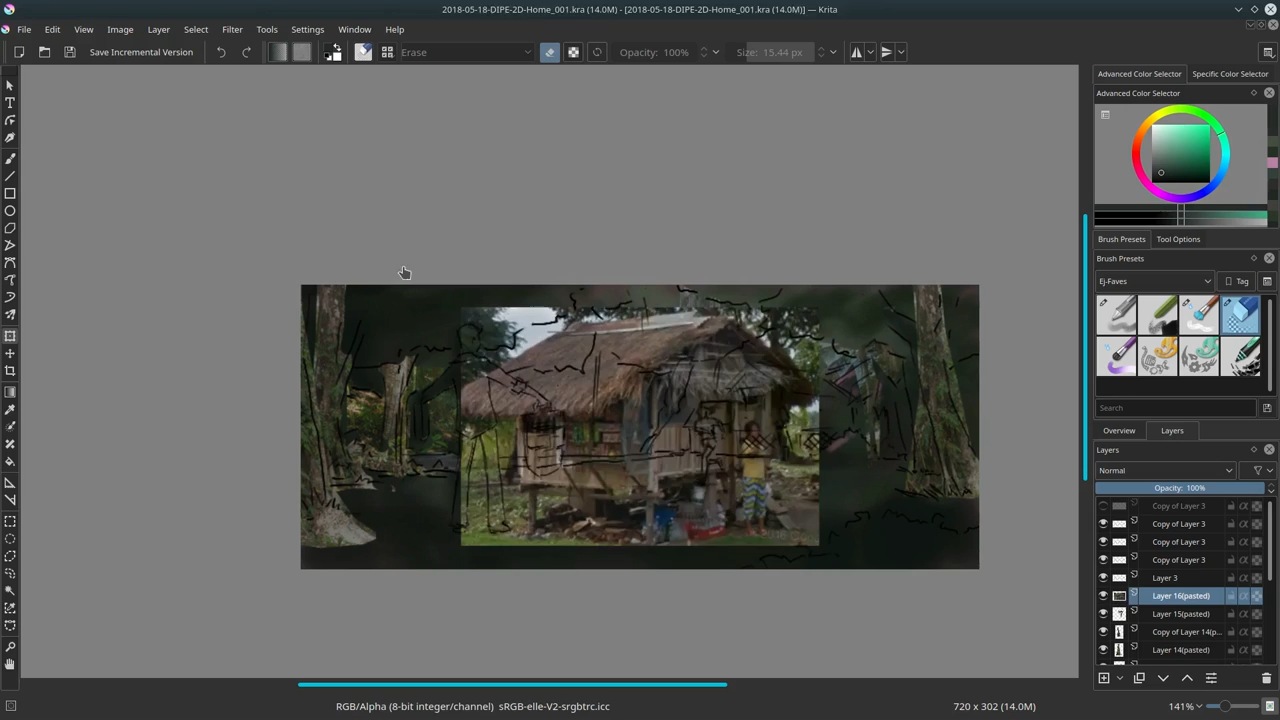 2018-05-18-DIPE-2D-Home_001.kra (14.0M) - [2018-05-18-DIPE-2D-Home_001.kra (14.0M)] — Krita
File Edit View Image Layer Select Filter Tools Settings Window Help
Save Incremental Version
Erase
Opacity: 100%
Size: 15.44 px
Advanced Color Selector
Specific Color Selector
Advanced Color Selector
Brush Presets
Tool Options
Brush Presets
Ej-Faves
Tag
Search
Overview
Layers
Layers
Normal
Opacity: 100%
Copy of Layer 3
Copy of Layer 3
Copy of Layer 3
Copy of Layer 3
Layer 3
Layer 16(pasted)
Layer 15(pasted)
Copy of Layer 14(p...
Layer 14(pasted)
RGB/Alpha (8-bit integer/channel) sRGB-elle-V2-srgbtrc.icc
720 x 302 (14.0M)
141%